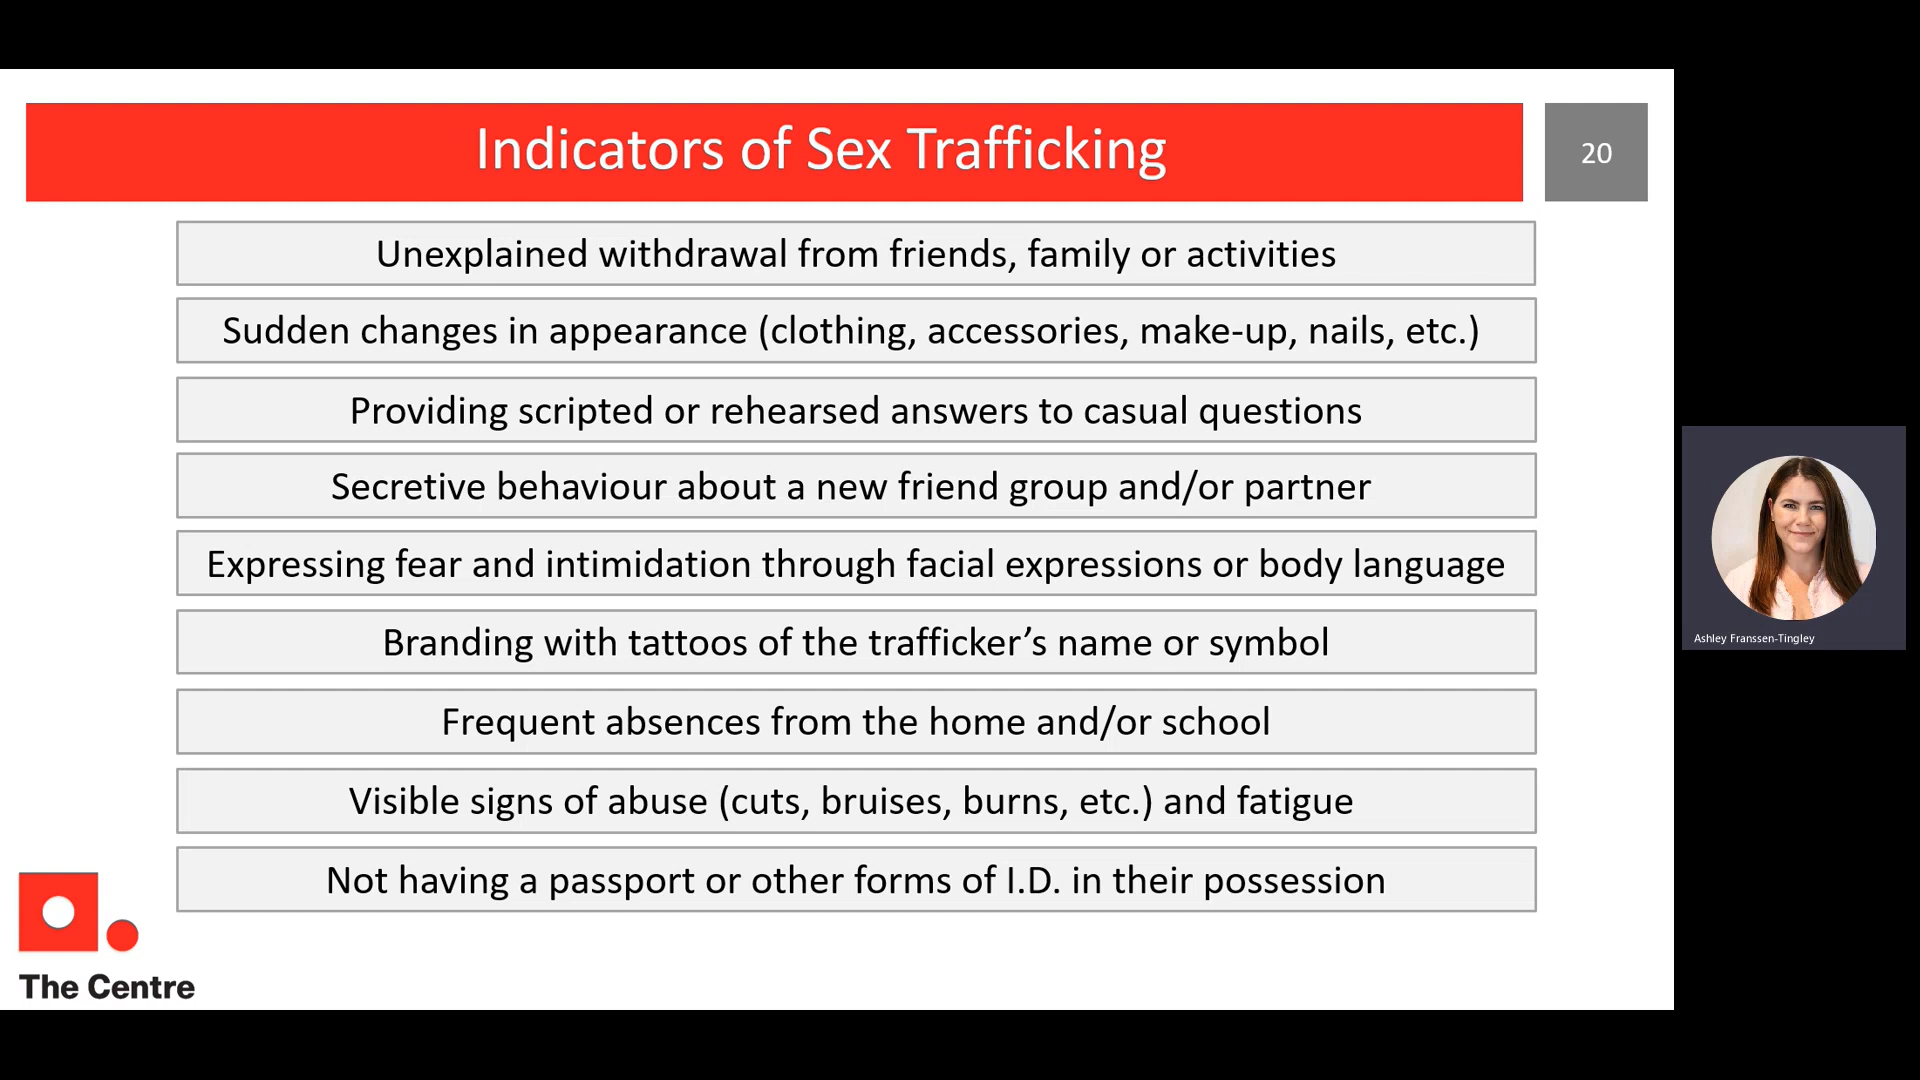 Indicators of Sex Trafficking
20
Unexplained withdrawal from friends, family or activities
Sudden changes in appearance (clothing, accessories, make-up, nails, etc.)
Providing scripted or rehearsed answers to casual questions
Secretive behaviour about a new friend group and/or partner
Expressing fear and intimidation through facial expressions or body language
Branding with tattoos of the trafficker’s name or symbol
Frequent absences from the home and/or school
Visible signs of abuse (cuts, bruises, burns, etc.) and fatigue
Not having a passport or other forms of I.D. in their possession
The Centre
Ashley Franssen-Tingley